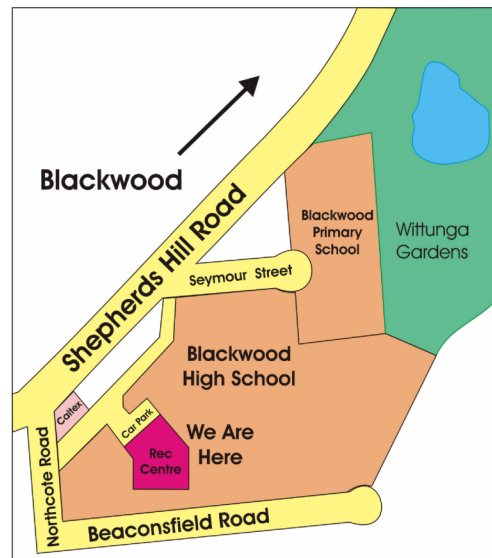 Blackwood
Shepherds Hill Road
Blackwood
Primary
School
Wittunga
Gardens
Seymour Street
Blackwood
High School
Caltex
Car Park
We Are
Here
Rec
Centre
Northcote Road
Beaconsfield Road